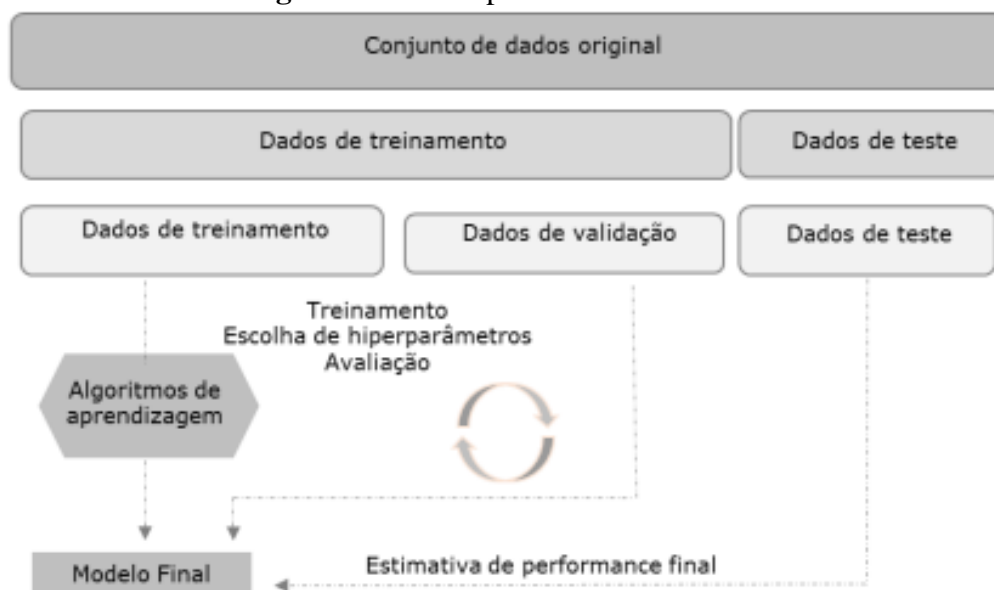 Conjunto de dados original
Dados de treinamento
Dados de teste
Dados de treinamento
Dados de validação
Dados de teste
Treinamento
Escolha de hiperparâmetros
Avaliação
Algoritmos de
aprendizagem
Estimativa de performance final
Modelo Final